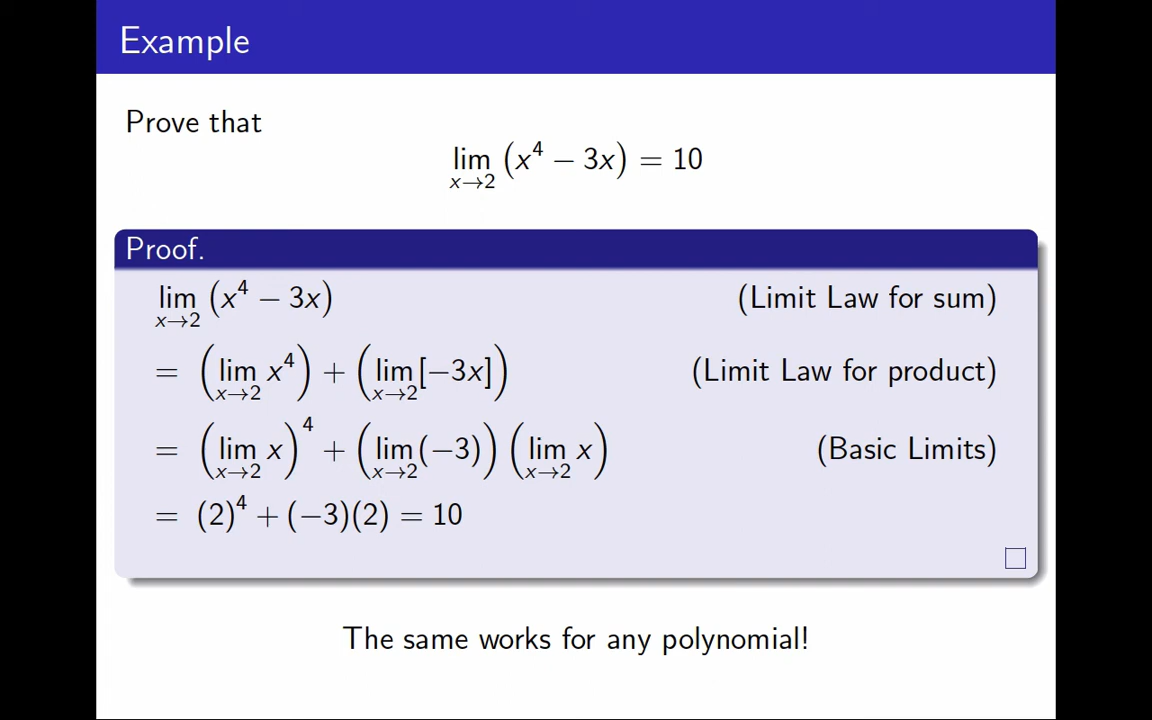 Example
Prove that
lim x→2 (x⁴ − 3x) = 10
Proof.
lim x→2 (x⁴ − 3x) (Limit Law for sum)
= (lim x→2 x⁴) + (lim x→2 [−3x]) (Limit Law for product)
= (lim x→2 x)⁴ + (lim x→2 (−3)) (lim x→2 x) (Basic Limits)
= (2)⁴ + (−3)(2) = 10
□
The same works for any polynomial!